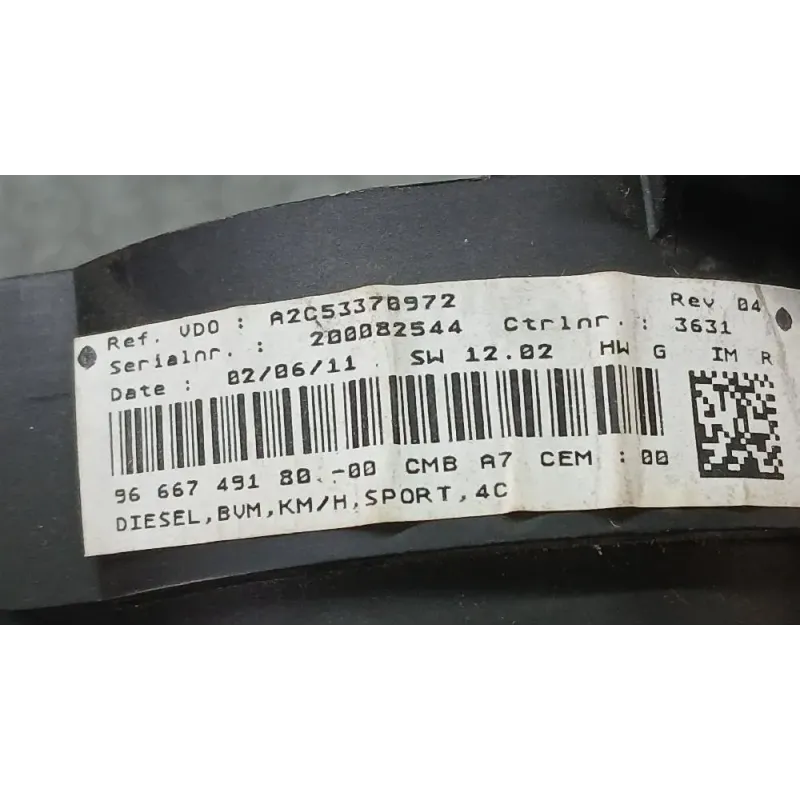 Ref. VDO : A2C53370972 Rev 04
Serialnr. : 200082544 Ctrlnr. : 3631
Date : 02/06/11 SW 12.02 HW G IM R
96 667 491 80 -00 CMB A7 CEM : 00
DIESEL,BVM,KM/H,SPORT,4C